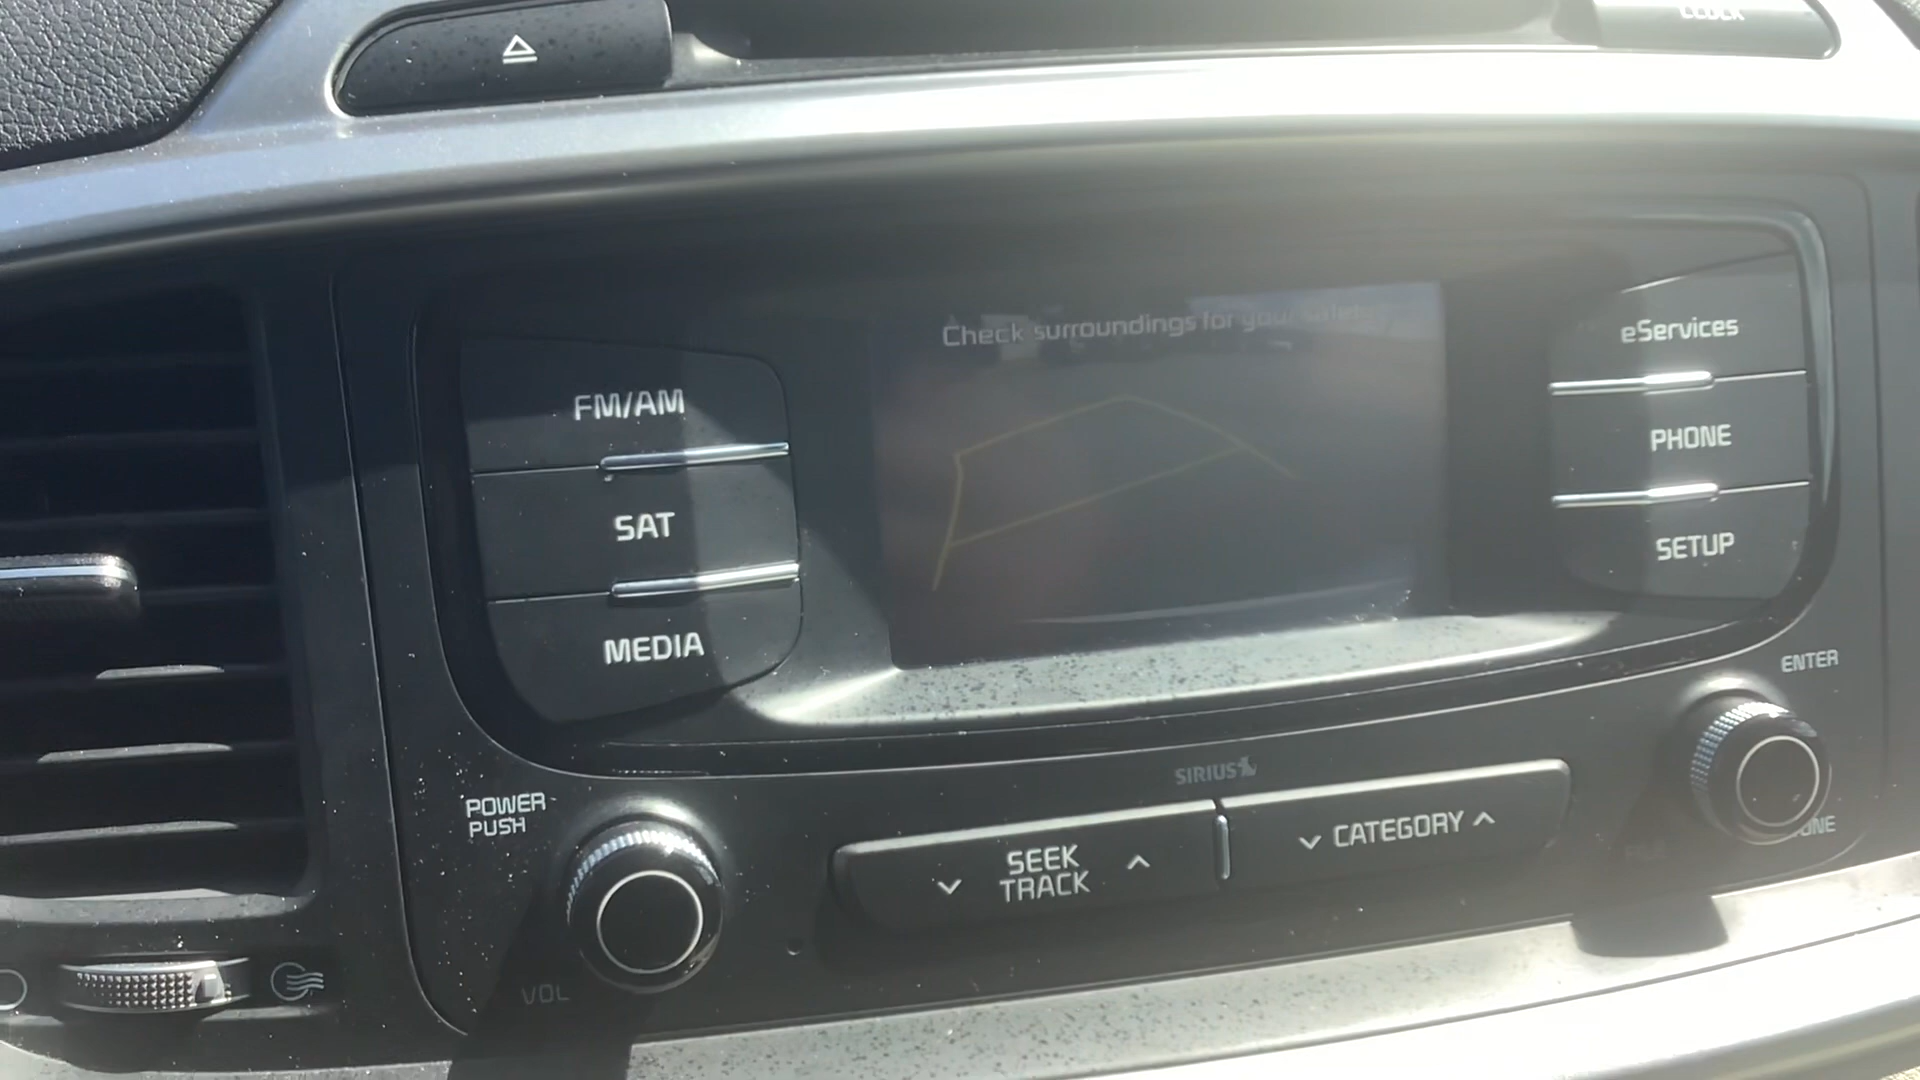 CLOCK
Check surroundings for your safety
FM/AM
SAT
MEDIA
eServices
PHONE
SETUP
ENTER
SIRIUS
POWER
PUSH
VOL
SEEK
TRACK
CATEGORY